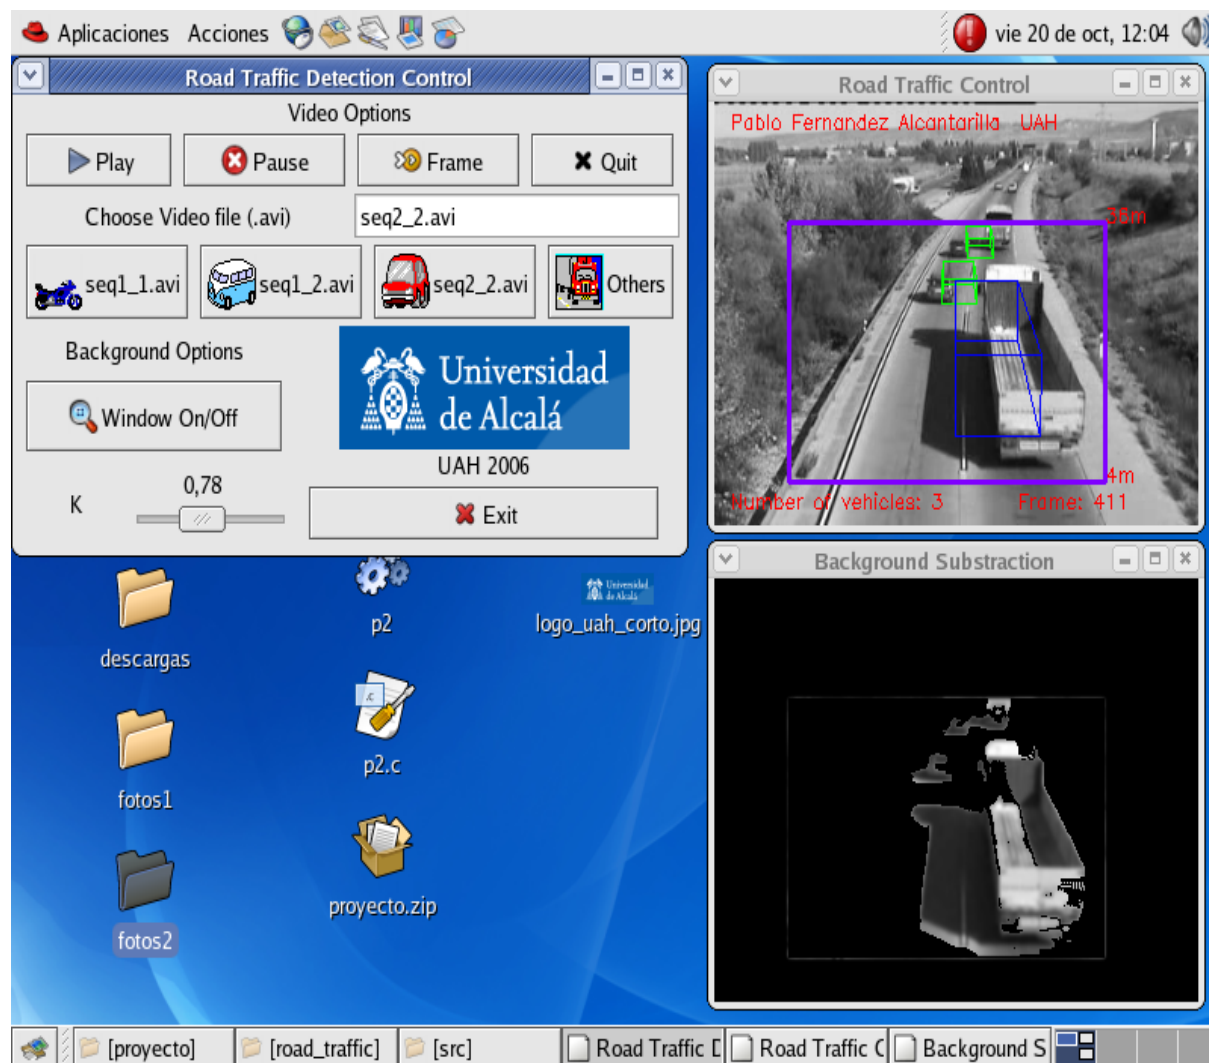 Aplicaciones Acciones
vie 20 de oct, 12:04
Road Traffic Detection Control
Video Options
Play Pause Frame Quit
Choose Video file (.avi) seq2_2.avi
seq1_1.avi seq1_2.avi seq2_2.avi Others
Background Options
Window On/Off
Universidad
de Alcalá
UAH 2006
K 0,78
Exit
Road Traffic Control
Pablo Fernandez Alcantarilla UAH
38m
4m
Number of vehicles: 3 Frame: 411
Background Substraction
descargas
fotos1
fotos2
p2
.c
p2.c
proyecto.zip
Universidad
de Alcalá
logo_uah_corto.jpg
[proyecto] [road_traffic] [src] Road Traffic D Road Traffic C Background S